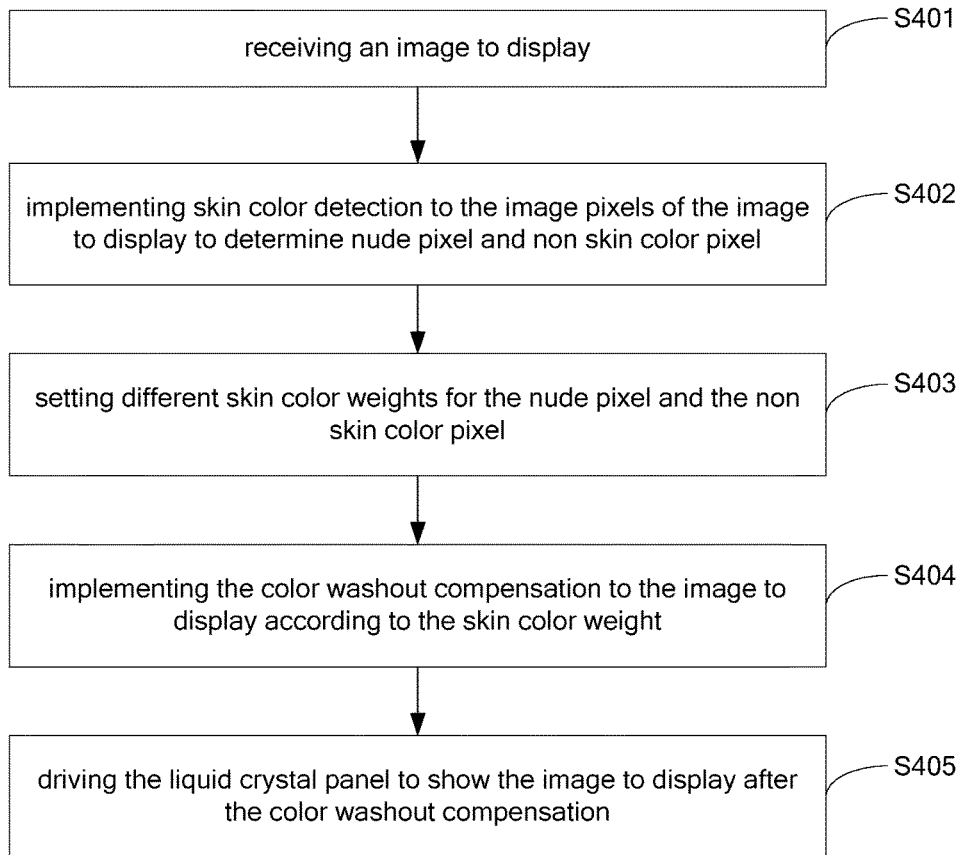 receiving an image to display
S401
implementing skin color detection to the image pixels of the image
to display to determine nude pixel and non skin color pixel
S402
setting different skin color weights for the nude pixel and the non
skin color pixel
S403
implementing the color washout compensation to the image to
display according to the skin color weight
S404
driving the liquid crystal panel to show the image to display after
the color washout compensation
S405